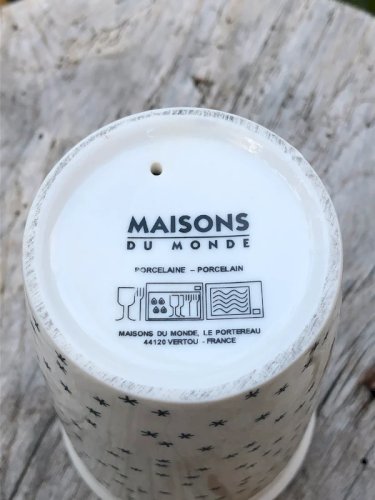 MAISONS
DU MONDE
PORCELAINE – PORCELAIN
MAISONS DU MONDE, LE PORTEREAU
44120 VERTOU - FRANCE